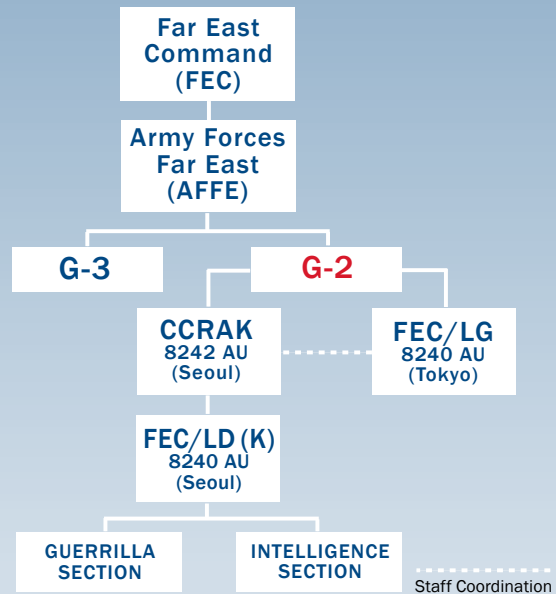 Far East
Command
(FEC)
Army Forces
Far East
(AFFE)
G-3
G-2
CCRAK
8242 AU
(Seoul)
FEC/LG
8240 AU
(Tokyo)
FEC/LD (K)
8240 AU
(Seoul)
GUERRILLA
SECTION
INTELLIGENCE
SECTION
Staff Coordination